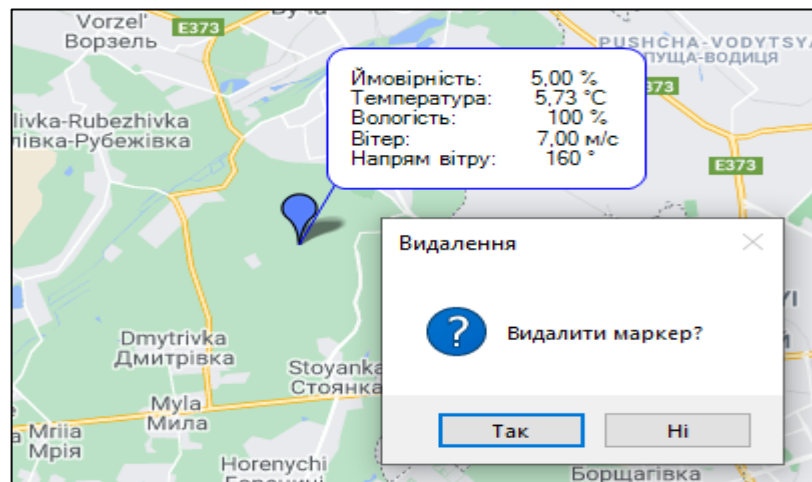 Vorzel'
Ворзель
E373
PUSHCHA-VODYTSYA
ПУЩА-ВОДИЦЯ
Ймовірність: 5,00 %
Температура: 5,73 °C
Вологість: 100 %
Вітер: 7,00 м/с
Напрям вітру: 160 °
livka-Rubezhivka
лівка-Рубежівка
E373
Видалення
Видалити маркер?
Так
Ні
Dmytrivka
Дмитрівка
Stoyanka
Стоянка
Myla
Мила
Mriia
Мрія
Horenychi
Борщагівка